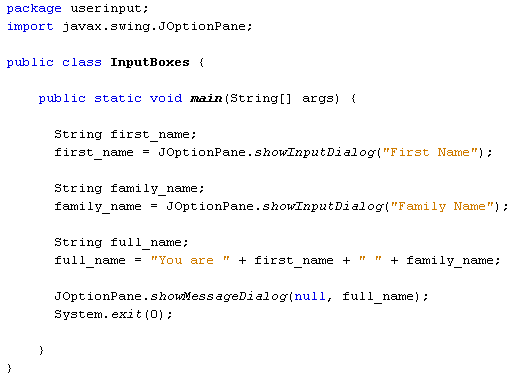 package userinput;
import javax.swing.JOptionPane;
public class InputBoxes {
public static void main(String[] args) {
String first_name;
first_name = JOptionPane.showInputDialog("First Name");
String family_name;
family_name = JOptionPane.showInputDialog("Family Name");
String full_name;
full_name = "You are " + first_name + " " + family_name;
JOptionPane.showMessageDialog(null, full_name);
System.exit(0);
}
}